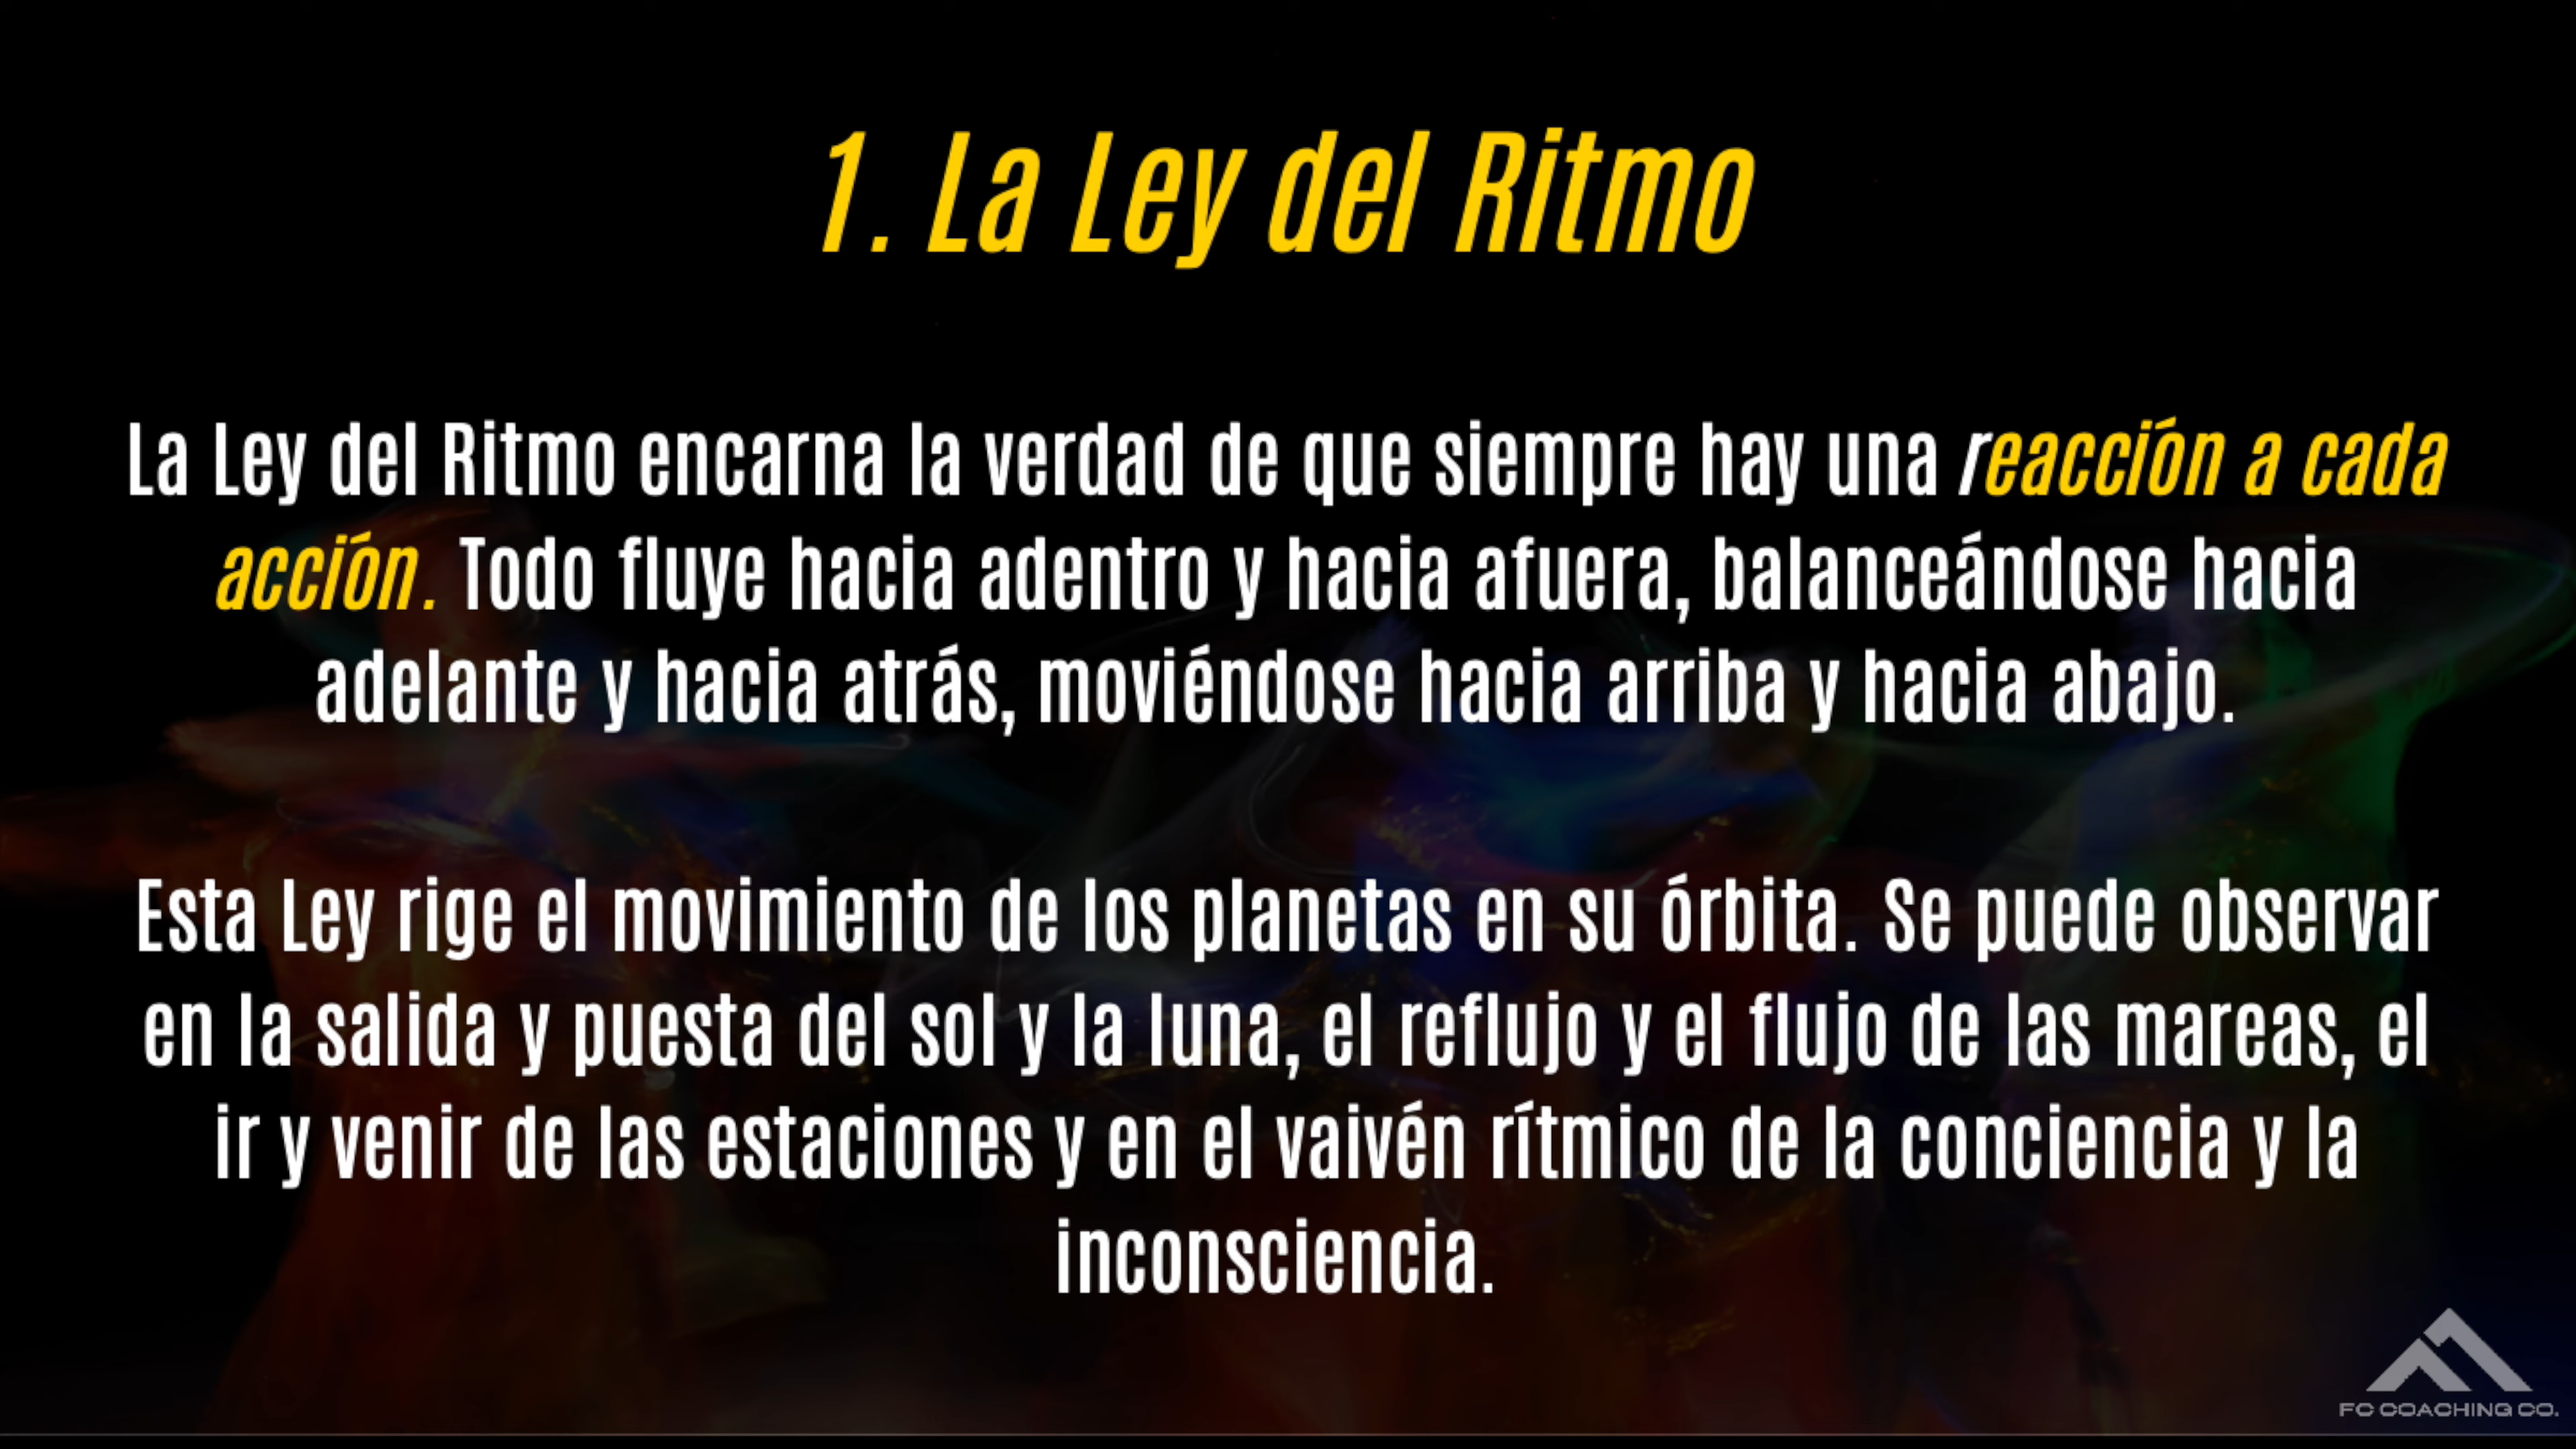 1. La Ley del Ritmo
La Ley del Ritmo encarna la verdad de que siempre hay una reacción a cada
acción. Todo fluye hacia adentro y hacia afuera, balanceándose hacia
adelante y hacia atrás, moviéndose hacia arriba y hacia abajo.
Esta Ley rige el movimiento de los planetas en su órbita. Se puede observar
en la salida y puesta del sol y la luna, el reflujo y el flujo de las mareas, el
ir y venir de las estaciones y en el vaivén rítmico de la conciencia y la
inconsciencia.
FC COACHING CO.